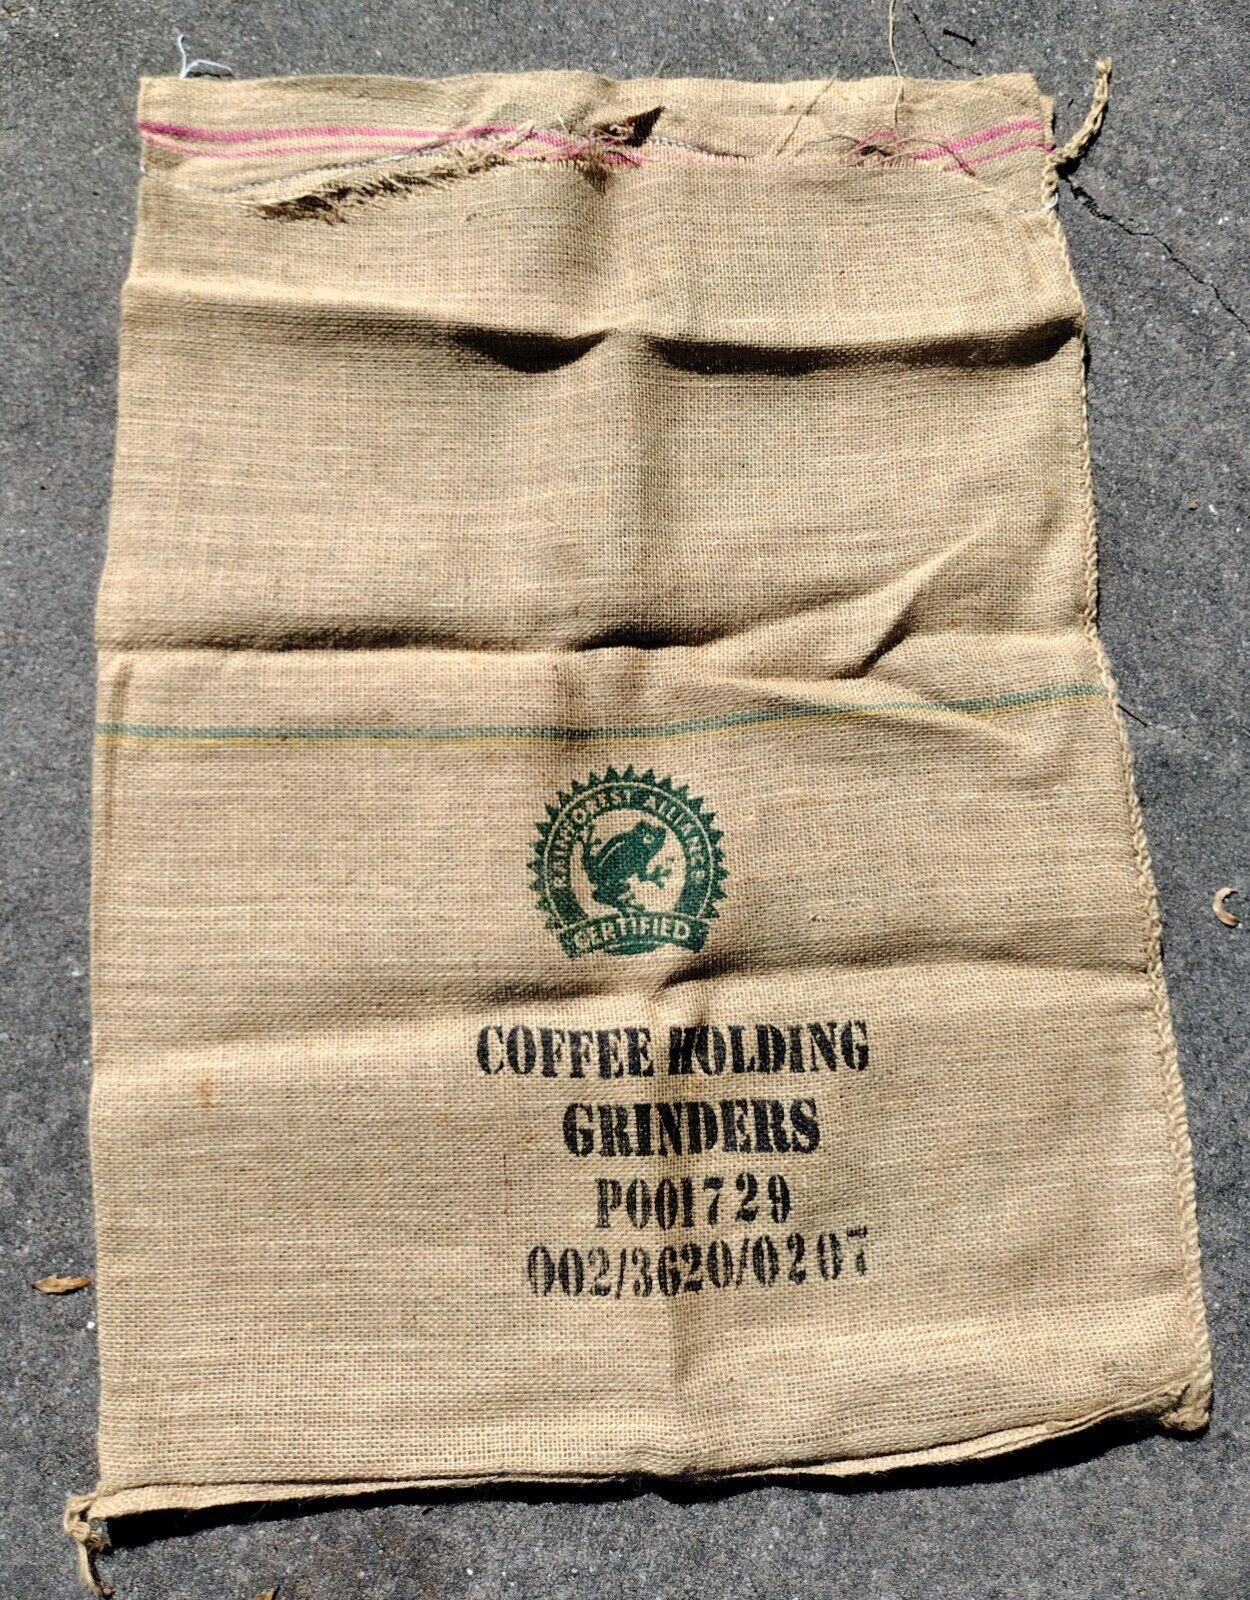 RAINFOREST ALLIANCE
CERTIFIED
COFFEE HOLDING
GRINDERS
P001729
002/3620/0207